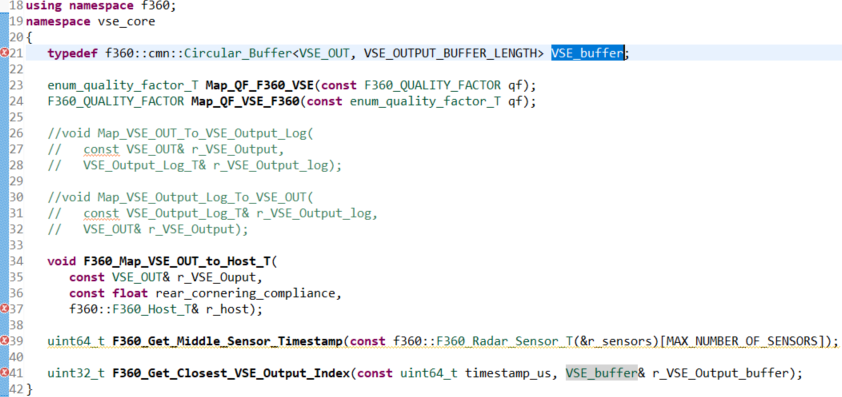 18 using namespace f360;
19 namespace vse_core
20 {
21 typedef f360::cmn::Circular_Buffer<VSE_OUT, VSE_OUTPUT_BUFFER_LENGTH> VSE_buffer;
22
23 enum_quality_factor_T Map_QF_F360_VSE(const F360_QUALITY_FACTOR qf);
24 F360_QUALITY_FACTOR Map_QF_VSE_F360(const enum_quality_factor_T qf);
25
26 //void Map_VSE_OUT_To_VSE_Output_Log(
27 // const VSE_OUT& r_VSE_Output,
28 // VSE_Output_Log_T& r_VSE_Output_log);
29
30 //void Map_VSE_Output_Log_To_VSE_OUT(
31 // const VSE_Output_Log_T& r_VSE_Output_log,
32 // VSE_OUT& r_VSE_Output);
33
34 void F360_Map_VSE_OUT_to_Host_T(
35 const VSE_OUT& r_VSE_Ouput,
36 const float rear_cornering_compliance,
37 f360::F360_Host_T& r_host);
38
39 uint64_t F360_Get_Middle_Sensor_Timestamp(const f360::F360_Radar_Sensor_T(&r_sensors)[MAX_NUMBER_OF_SENSORS]);
40
41 uint32_t F360_Get_Closest_VSE_Output_Index(const uint64_t timestamp_us, VSE_buffer& r_VSE_Output_buffer);
42 }